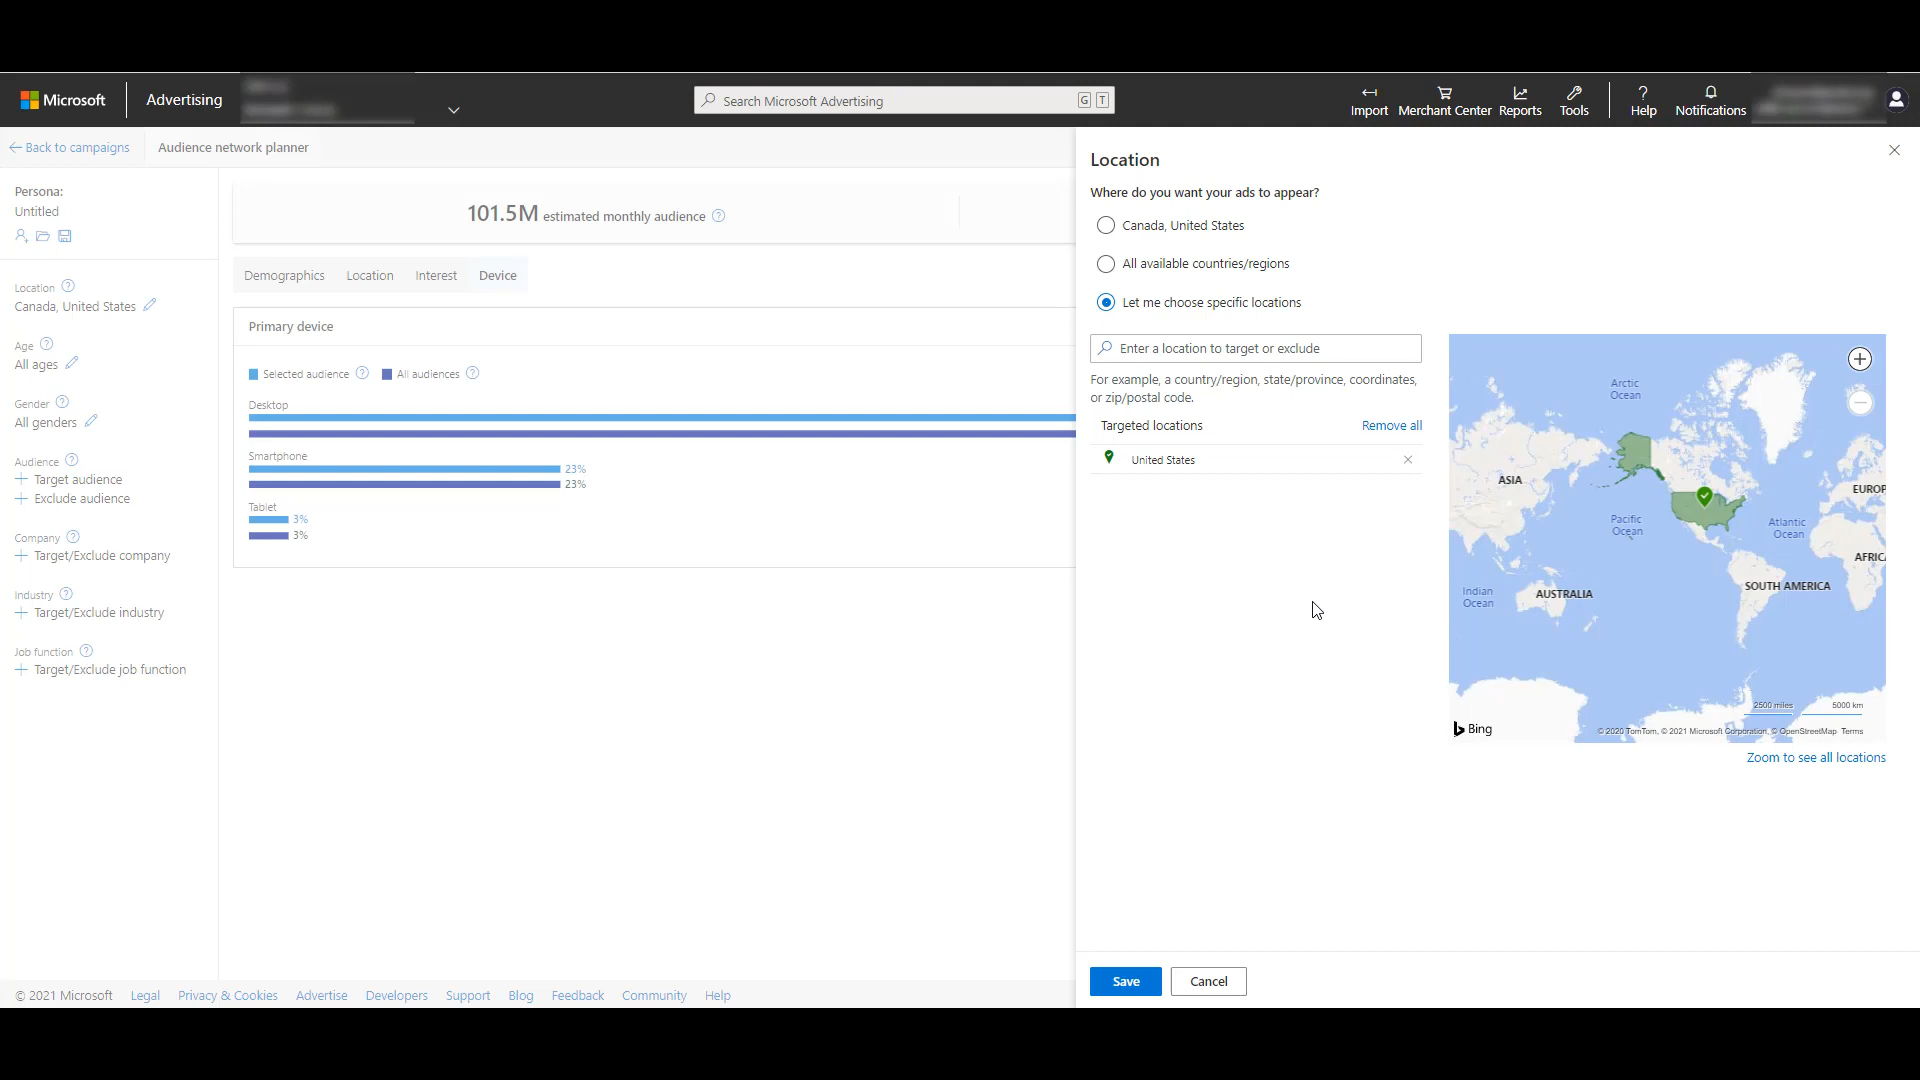 Microsoft
Advertising
Search Microsoft Advertising
G T
Import
Merchant Center
Reports
Tools
Help
Notifications
Back to campaigns
Audience network planner
Persona:
Untitled
Location
Canada, United States
Age
All ages
Gender
All genders
Audience
Target audience
Exclude audience
Company
Target/Exclude company
Industry
Target/Exclude industry
Job function
Target/Exclude job function
101.5M estimated monthly audience
Demographics
Location
Interest
Device
Primary device
Selected audience
All audiences
Desktop
Smartphone
23%
23%
Tablet
3%
3%
Location
Where do you want your ads to appear?
Canada, United States
All available countries/regions
Let me choose specific locations
Enter a location to target or exclude
For example, a country/region, state/province, coordinates,
or zip/postal code.
Targeted locations
Remove all
United States
Arctic
Ocean
ASIA
EUROP
Pacific
Ocean
Atlantic
Ocean
AFRICA
SOUTH AMERICA
Indian
Ocean
AUSTRALIA
2500 miles
5000 km
Bing
© 2020 TomTom, © 2021 Microsoft Corporation, © OpenStreetMap Terms
Zoom to see all locations
Save
Cancel
© 2021 Microsoft
Legal
Privacy & Cookies
Advertise
Developers
Support
Blog
Feedback
Community
Help